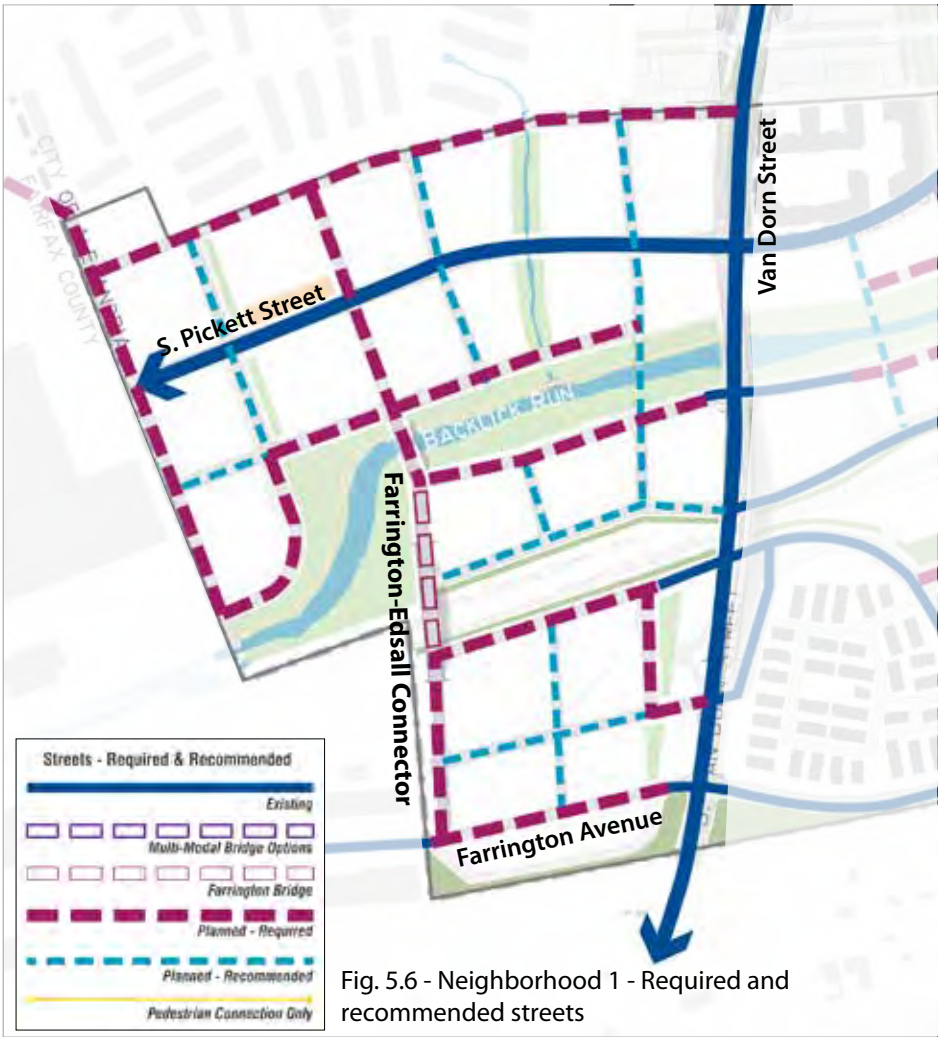 CITY OF ALEXANDRIA
FAIRFAX COUNTY
Van Dorn Street
S. Pickett Street
BACKLICK RUN
Farrington-Edsall Connector
Farrington Avenue
Streets - Required & Recommended
Existing
Multi-Modal Bridge Options
Farrington Bridge
Planned - Required
Planned - Recommended
Pedestrian Connection Only
Fig. 5.6 - Neighborhood 1 - Required and
recommended streets